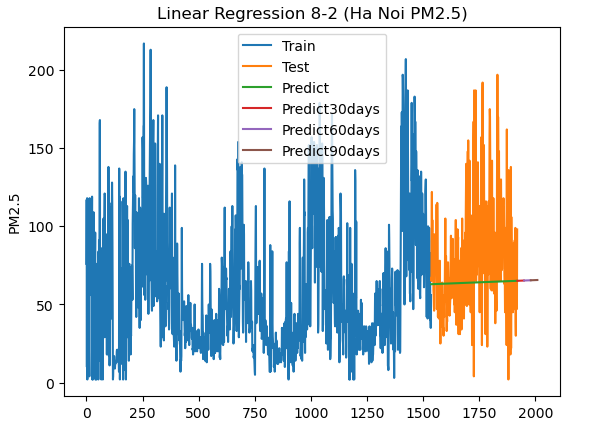 Linear Regression 8-2 (Ha Noi PM2.5)
Train
Test
Predict
Predict30days
Predict60days
Predict90days
PM2.5
200
150
100
50
0
0 250 500 750 1000 1250 1500 1750 2000